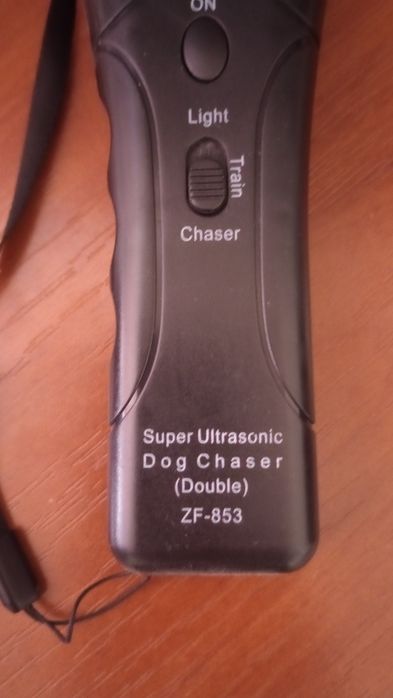 ON
Light
Train
Chaser
Super Ultrasonic
Dog Chaser
(Double)
ZF-853